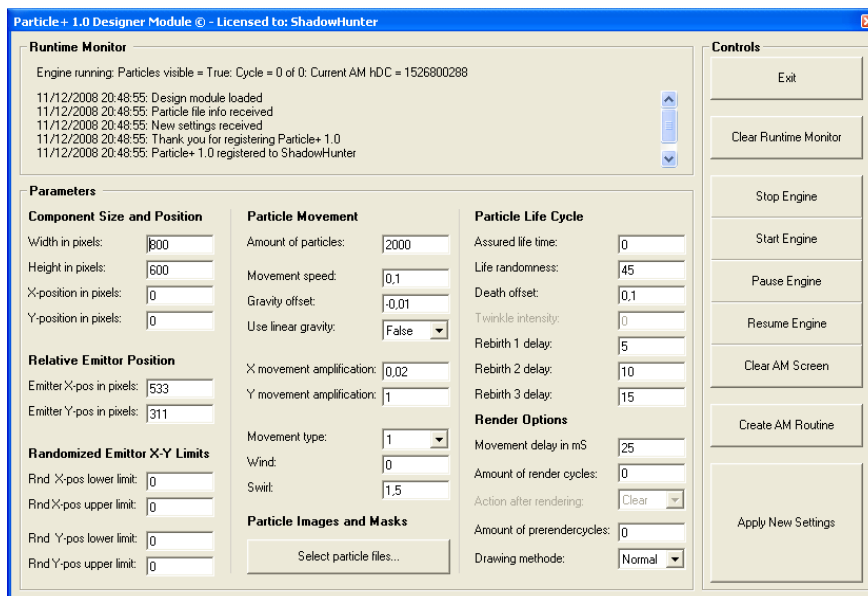 Particle+ 1.0 Designer Module © - Licensed to: ShadowHunter
Runtime Monitor
Engine running: Particles visible = True: Cycle = 0 of 0: Current AM hDC = 1526800288
11/12/2008 20:48:55: Design module loaded
11/12/2008 20:48:55: Particle file info received
11/12/2008 20:48:55: New settings received
11/12/2008 20:48:55: Thank you for registering Particle+ 1.0
11/12/2008 20:48:55: Particle+ 1.0 registered to ShadowHunter
Parameters
Component Size and Position
Width in pixels: 800
Height in pixels: 600
X-position in pixels: 0
Y-position in pixels: 0
Relative Emittor Position
Emitter X-pos in pixels: 533
Emitter Y-pos in pixels: 311
Randomized Emittor X-Y Limits
Rnd X-pos lower limit: 0
Rnd X-pos upper limit: 0
Rnd Y-pos lower limit: 0
Rnd Y-pos upper limit: 0
Particle Movement
Amount of particles: 2000
Movement speed: 0,1
Gravity offset: -0,01
Use linear gravity: False
X movement amplification: 0,02
Y movement amplification: 1
Movement type: 1
Wind: 0
Swirl: 1,5
Particle Images and Masks
Select particle files...
Particle Life Cycle
Assured life time: 0
Life randomness: 45
Death offset: 0,1
Twinkle intensity: 0
Rebirth 1 delay: 5
Rebirth 2 delay: 10
Rebirth 3 delay: 15
Render Options
Movement delay in mS 25
Amount of render cycles: 0
Action after rendering: Clear
Amount of prerendercycles: 0
Drawing methode: Normal
Controls
Exit
Clear Runtime Monitor
Stop Engine
Start Engine
Pause Engine
Resume Engine
Clear AM Screen
Create AM Routine
Apply New Settings